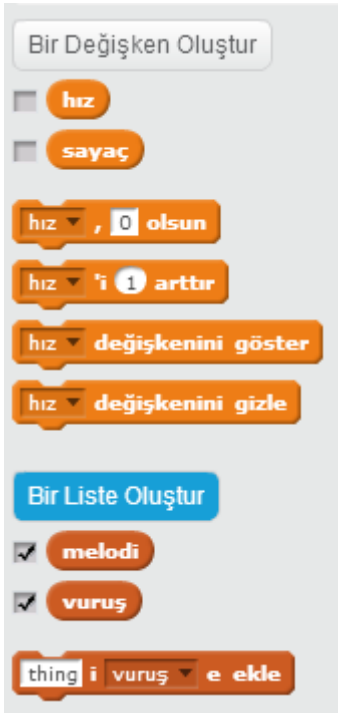 Bir Değişken Oluştur
hız
sayaç
hız , 0 olsun
hız 'i 1 arttır
hız değişkenini göster
hız değişkenini gizle
Bir Liste Oluştur
melodi
vuruş
thing i vuruş e ekle